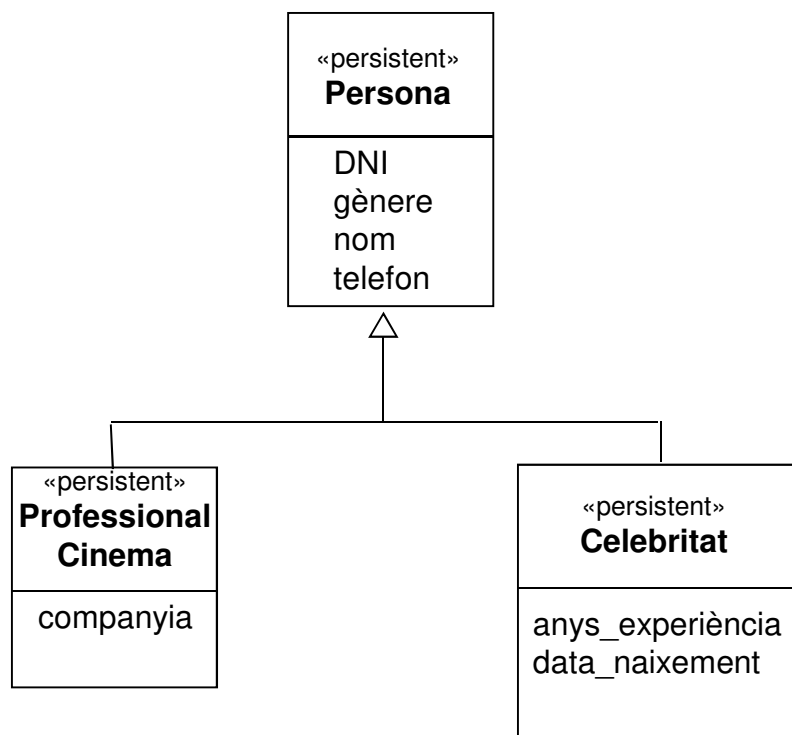 «persistent»
Persona
DNI
gènere
nom
telefon
«persistent»
Professional
Cinema
companyia
«persistent»
Celebritat
anys_experiència
data_naixement